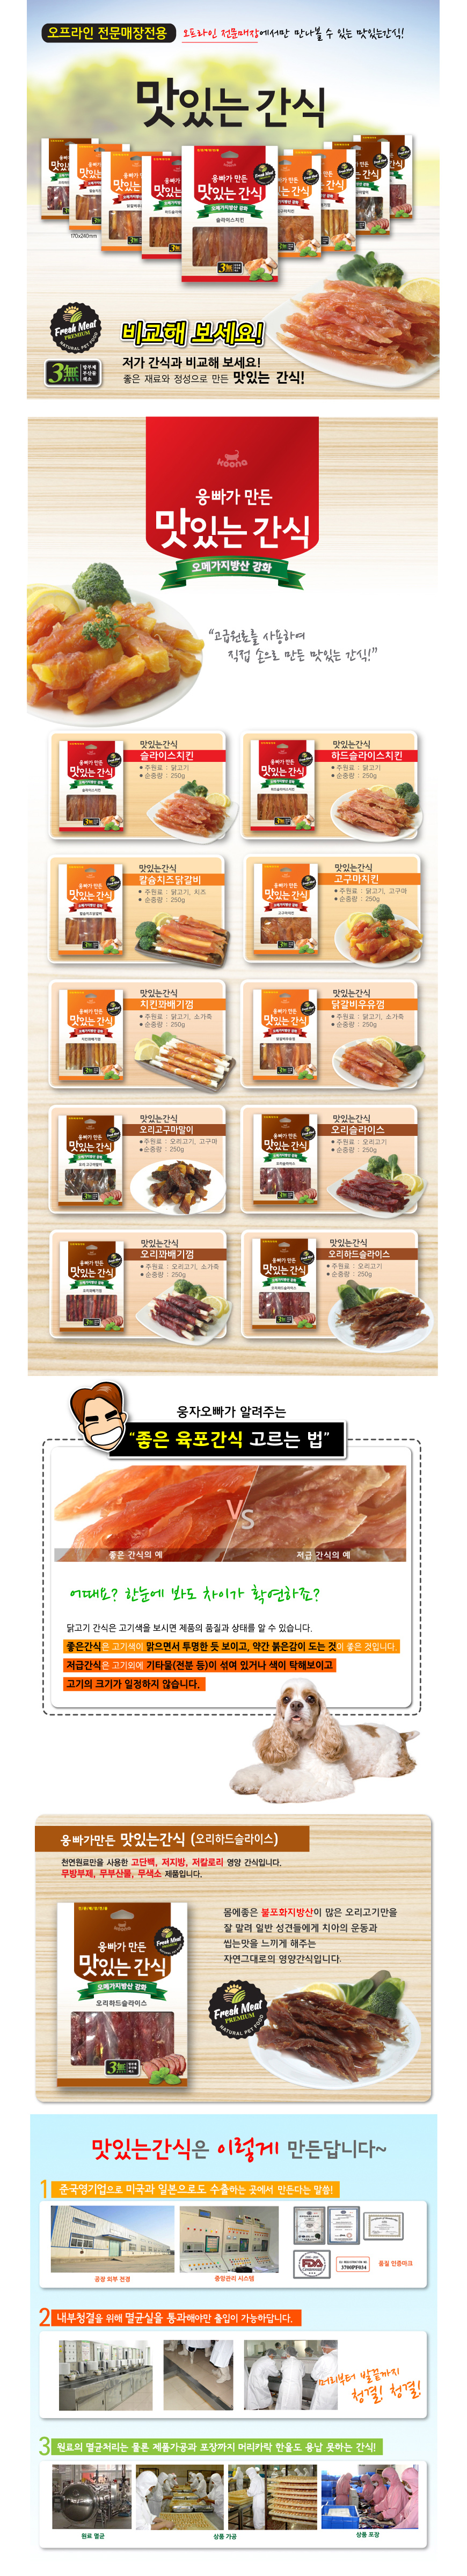 오프라인 전문매장전용
오프라인 전문매장에서만 만나볼 수 있는 맛있는간식!
맛있는 간식
웅빠가 만든
맛있는 간식
오메가지방산 강화
슬라이스치킨
3無
170x240mm
Fresh Meat
PREMIUM
NATURAL PET FOOD
3無 방부제 부산물 색소
비교해 보세요!
저가 간식과 비교해 보세요!
좋은 재료와 정성으로 만든 맛있는 간식!
Koona
웅빠가 만든
맛있는 간식
오메가지방산 강화
“고급원료를 사용하여
직접 손으로 만든 맛있는 간식!”
맛있는간식
슬라이스치킨
● 주원료 : 닭고기
● 순중량 : 250g
맛있는간식
하드슬라이스치킨
● 주원료 : 닭고기
● 순중량 : 250g
맛있는간식
칼슘치즈닭갈비
● 주원료 : 닭고기, 치즈
● 순중량 : 250g
맛있는간식
고구마치킨
● 주원료 : 닭고기, 고구마
● 순중량 : 250g
맛있는간식
치킨꽈배기껌
● 주원료 : 닭고기, 소가죽
● 순중량 : 250g
맛있는간식
닭갈비우유껌
● 주원료 : 닭고기, 소가죽
● 순중량 : 250g
맛있는간식
오리고구마말이
● 주원료 : 오리고기, 고구마
● 순중량 : 250g
맛있는간식
오리슬라이스
● 주원료 : 오리고기
● 순중량 : 250g
맛있는간식
오리꽈배기껌
● 주원료 : 오리고기, 소가죽
● 순중량 : 250g
맛있는간식
오리하드슬라이스
● 주원료 : 오리고기
● 순중량 : 250g
웅자오빠가 알려주는
“좋은 육포간식 고르는 법”
VS
좋은 간식의 예
저급 간식의 예
어때요? 한눈에 봐도 차이가 확연하죠?
닭고기 간식은 고기색을 보시면 제품의 품질과 상태를 알 수 있습니다.
좋은간식은 고기색이 맑으면서 투명한 듯 보이고, 약간 붉은감이 도는 것이 좋은 것입니다.
저급간식은 고기외에 기타물(전분 등)이 섞여 있거나 색이 탁해보이고
고기의 크기가 일정하지 않습니다.
웅빠가만든 맛있는간식 (오리하드슬라이스)
천연원료만을 사용한 고단백, 저지방, 저칼로리 영양 간식입니다.
무방부제, 무부산물, 무색소 제품입니다.
웅빠가 만든
맛있는 간식
오메가지방산 강화
오리하드슬라이스
3無
Fresh Meat
PREMIUM
몸에좋은 불포화지방산이 많은 오리고기만을
잘 말려 일반 성견들에게 치아의 운동과
씹는맛을 느끼게 해주는
자연그대로의 영양간식입니다.
Fresh Meat
PREMIUM
NATURAL PET FOOD
맛있는간식은 이렇게 만든답니다~
1 준국영기업으로 미국과 일본으로도 수출하는 곳에서 만든다는 말씀!
공장 외부 전경
중앙관리 시스템
FDA
3700PF034
품질 인증마크
2 내부청결을 위해 멸균실을 통과해야만 출입이 가능하답니다.
머리부터 발끝까지
청결! 청결!
3 원료의 멸균처리는 물론 제품가공과 포장까지 머리카락 한올도 용납 못하는 간식!
원료 멸균
상품 가공
상품 포장